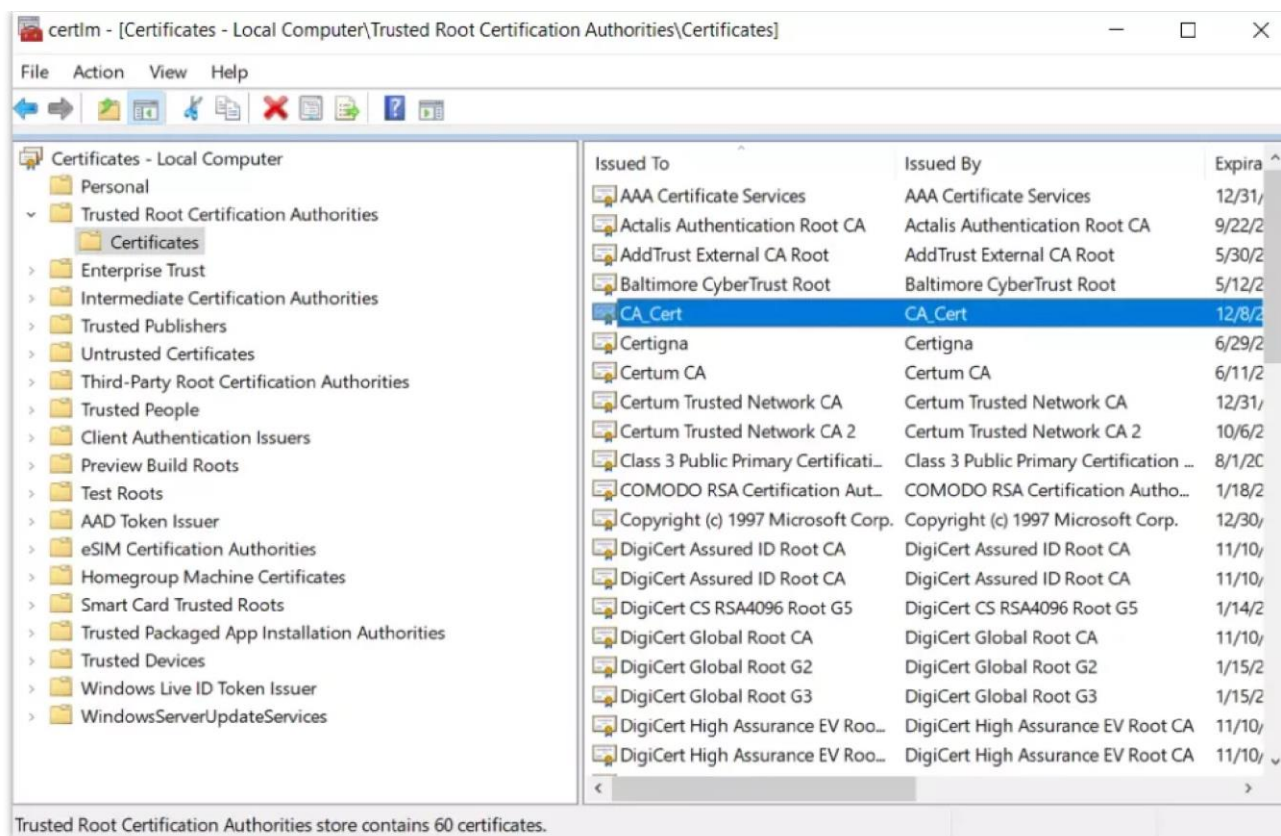 certlm - [Certificates - Local Computer\Trusted Root Certification Authorities\Certificates]
File Action View Help
Certificates - Local Computer
Personal
Trusted Root Certification Authorities
Certificates
Enterprise Trust
Intermediate Certification Authorities
Trusted Publishers
Untrusted Certificates
Third-Party Root Certification Authorities
Trusted People
Client Authentication Issuers
Preview Build Roots
Test Roots
AAD Token Issuer
eSIM Certification Authorities
Homegroup Machine Certificates
Smart Card Trusted Roots
Trusted Packaged App Installation Authorities
Trusted Devices
Windows Live ID Token Issuer
WindowsServerUpdateServices
Issued To Issued By Expira
AAA Certificate Services AAA Certificate Services 12/31/
Actalis Authentication Root CA Actalis Authentication Root CA 9/22/2
AddTrust External CA Root AddTrust External CA Root 5/30/2
Baltimore CyberTrust Root Baltimore CyberTrust Root 5/12/2
CA_Cert CA_Cert 12/8/2
Certigna Certigna 6/29/2
Certum CA Certum CA 6/11/2
Certum Trusted Network CA Certum Trusted Network CA 12/31/
Certum Trusted Network CA 2 Certum Trusted Network CA 2 10/6/2
Class 3 Public Primary Certificati... Class 3 Public Primary Certification ... 8/1/20
COMODO RSA Certification Aut... COMODO RSA Certification Autho... 1/18/2
Copyright (c) 1997 Microsoft Corp. Copyright (c) 1997 Microsoft Corp. 12/30/
DigiCert Assured ID Root CA DigiCert Assured ID Root CA 11/10/
DigiCert Assured ID Root CA DigiCert Assured ID Root CA 11/10/
DigiCert CS RSA4096 Root G5 DigiCert CS RSA4096 Root G5 1/14/2
DigiCert Global Root CA DigiCert Global Root CA 11/10/
DigiCert Global Root G2 DigiCert Global Root G2 1/15/2
DigiCert Global Root G3 DigiCert Global Root G3 1/15/2
DigiCert High Assurance EV Roo... DigiCert High Assurance EV Root CA 11/10/
DigiCert High Assurance EV Roo... DigiCert High Assurance EV Root CA 11/10/
Trusted Root Certification Authorities store contains 60 certificates.